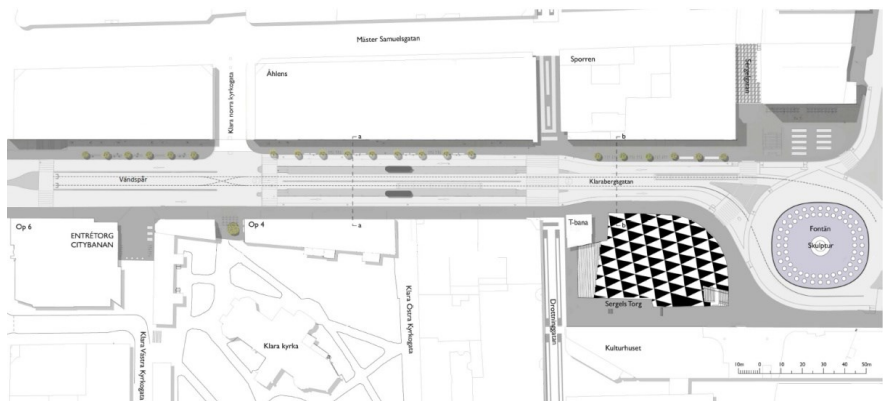 Mäster Samuelsgatan
Klara norra kyrkogata
Åhlens
Sporren
Sergelgatan
a
b
Vändspår
Klarabergsgatan
Op 6
ENTRÉTORG
CITYBANAN
Op 4
a
T-bana
b
Fontän
Skulptur
Klara Västra Kyrkogata
Klara kyrka
Klara Östra Kyrkogata
Drottninggatan
Sergels Torg
Kulturhuset
10m 0 10 20 30 40 50m